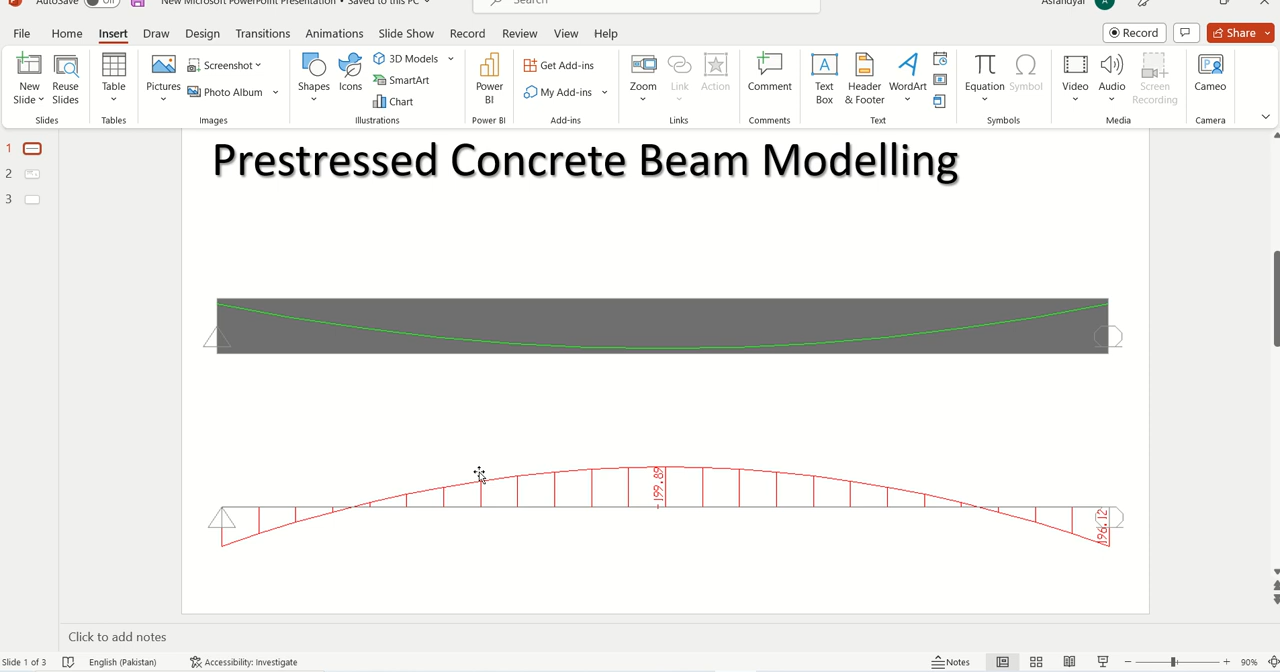 AutoSave Off New Microsoft PowerPoint Presentation • Saved to this PC Search Asfandyar A
File Home Insert Draw Design Transitions Animations Slide Show Record Review View Help Record Share
New Slide Reuse Slides Table Pictures Screenshot Photo Album Shapes Icons 3D Models SmartArt Chart Power BI Get Add-ins My Add-ins Zoom Link Action Comment Text Box Header & Footer WordArt Equation Symbol Video Audio Screen Recording Cameo
Slides Tables Images Illustrations Power BI Add-ins Links Comments Text Symbols Media Camera
1
2
3
Prestressed Concrete Beam Modelling
-199.89
196.12
Click to add notes
Slide 1 of 3 English (Pakistan) Accessibility: Investigate Notes 90%